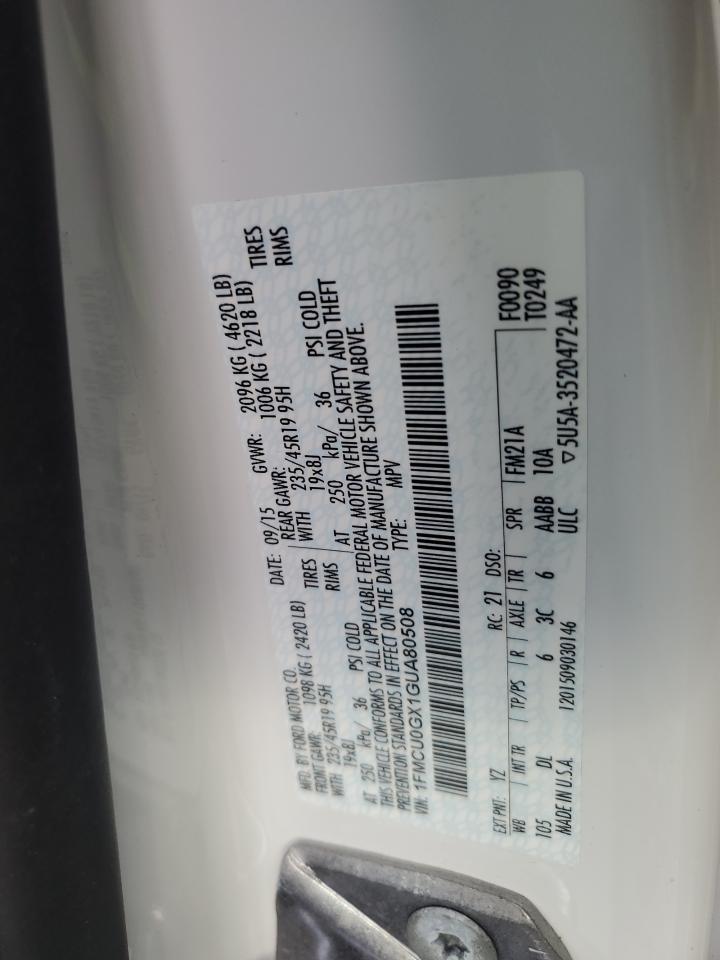 MFD. BY FORD MOTOR CO.
DATE: 09/15 GVWR: 2096 KG ( 4620 LB)
FRONT GAWR: 1098 KG ( 2420 LB) REAR GAWR: 1006 KG ( 2218 LB)
WITH 235/45R19 95H TIRES WITH 235/45R19 95H TIRES
19x8J RIMS 19x8J RIMS
AT 250 kPa/ 36 PSI COLD AT 250 kPa/ 36 PSI COLD
THIS VEHICLE CONFORMS TO ALL APPLICABLE FEDERAL MOTOR VEHICLE SAFETY AND THEFT
PREVENTION STANDARDS IN EFFECT ON THE DATE OF MANUFACTURE SHOWN ABOVE.
VIN: 1FMCU0GX1GUA80508 TYPE: MPV
EXT PNT: YZ RC: 21 DSO: F0090
WB INT TR TP/PS R AXLE TR SPR FM21A T0249
105 DL 6 3C 6 AABB 10A
MADE IN U.S.A. 1201509030146 ULC ▽5U5A-3520472-AA